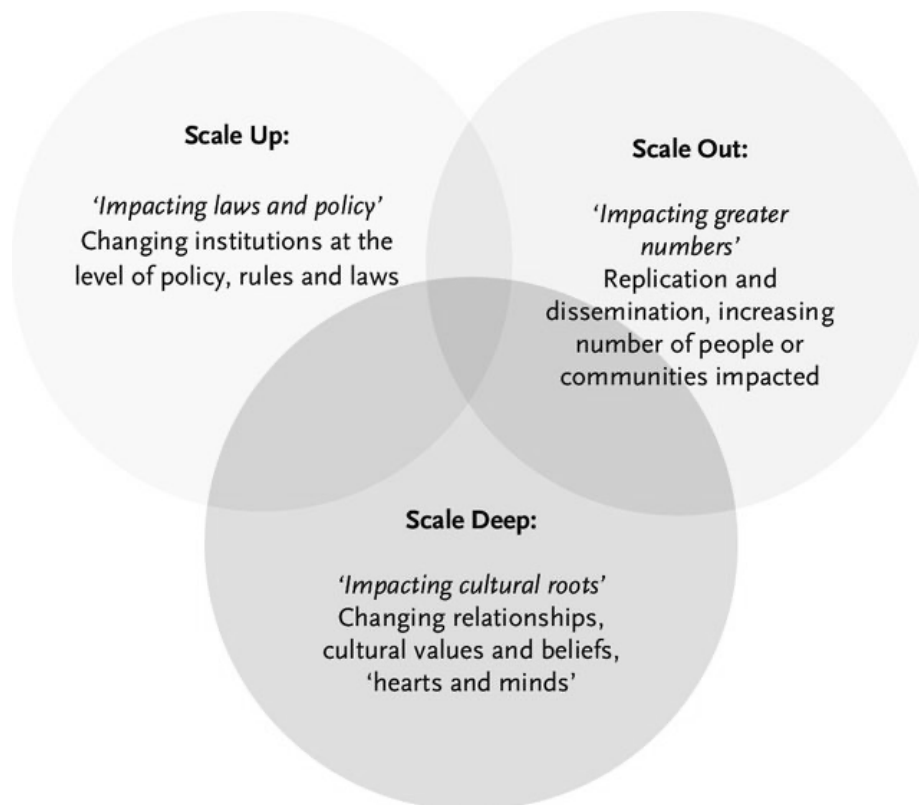 Scale Up:
‘Impacting laws and policy’
Changing institutions at the
level of policy, rules and laws
Scale Out:
‘Impacting greater
numbers’
Replication and
dissemination, increasing
number of people or
communities impacted
Scale Deep:
‘Impacting cultural roots’
Changing relationships,
cultural values and beliefs,
‘hearts and minds’